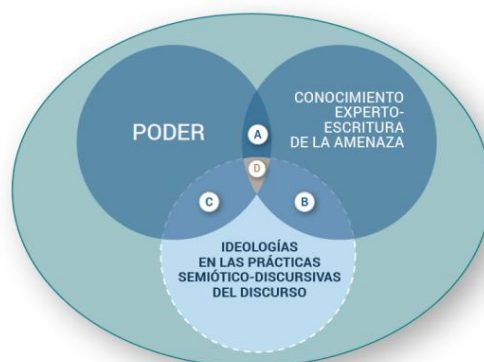 PODER
CONOCIMIENTO
EXPERTO-
ESCRITURA
DE LA AMENAZA
A
D
C
B
IDEOLOGÍAS
EN LAS PRÁCTICAS
SEMIÓTICO-DISCURSIVAS
DEL DISCURSO